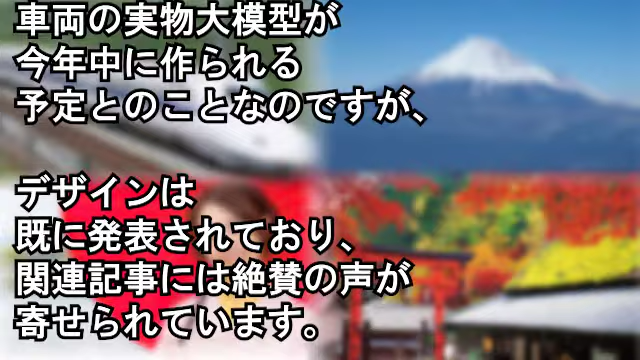 車両の実物大模型が
今年中に作られる
予定とのことなのですが、
デザインは
既に発表されており、
関連記事には絶賛の声が
寄せられています。